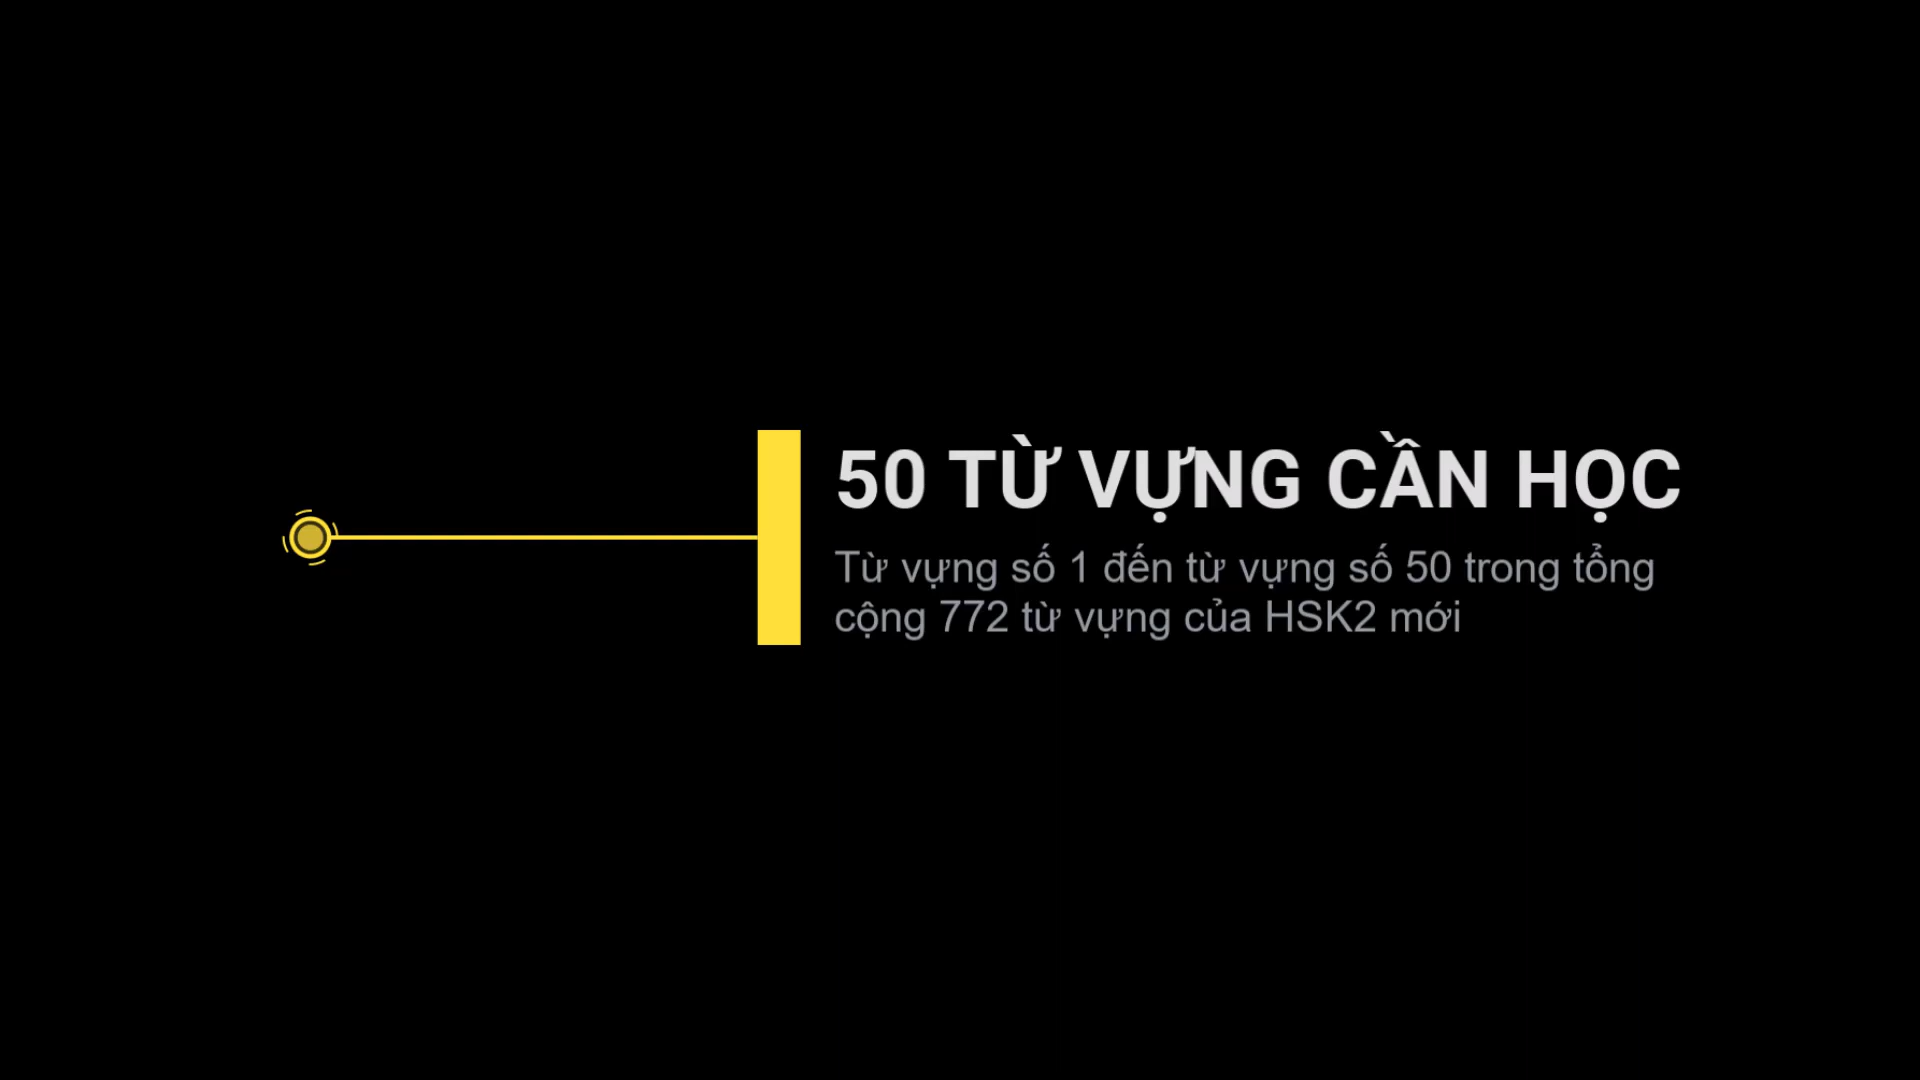 50 TỪ VỰNG CẦN HỌC
Từ vựng số 1 đến từ vựng số 50 trong tổng
cộng 772 từ vựng của HSK2 mới